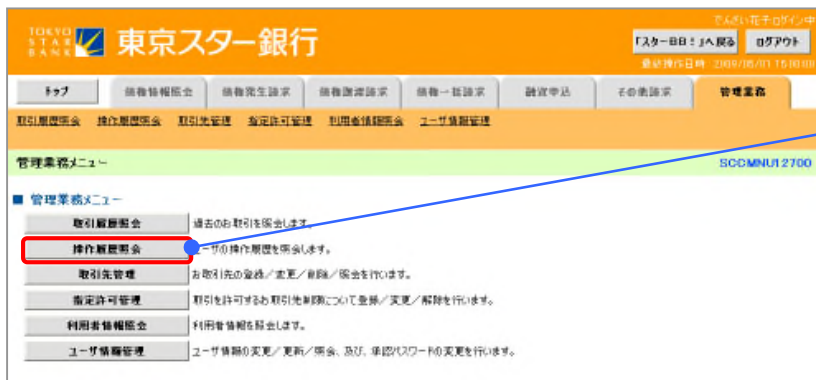 でんさい花子:ログイン中
TOKYO STAR BANK 東京スター銀行
「スターBB!」へ戻る ログアウト
最終操作日時: 2009/05/01 15:00:00
トップ 債権情報照会 債権発生請求 債権譲渡請求 債権一括請求 融資申込 その他請求 管理業務
取引履歴照会 操作履歴照会 取引先管理 指定許可管理 利用者情報照会 ユーザ情報管理
管理業務メニュー SCCMNU12700
■ 管理業務メニュー
取引履歴照会 過去のお取引を照会します。
操作履歴照会 ユーザの操作履歴を照会します。
取引先管理 お取引先の登録/変更/削除/照会を行います。
指定許可管理 取引を許可するお取引先制限について登録/変更/解除を行います。
利用者情報照会 利用者情報を照会します。
ユーザ情報管理 ユーザ情報の変更/更新/照会、及び、承認パスワードの変更を行います。